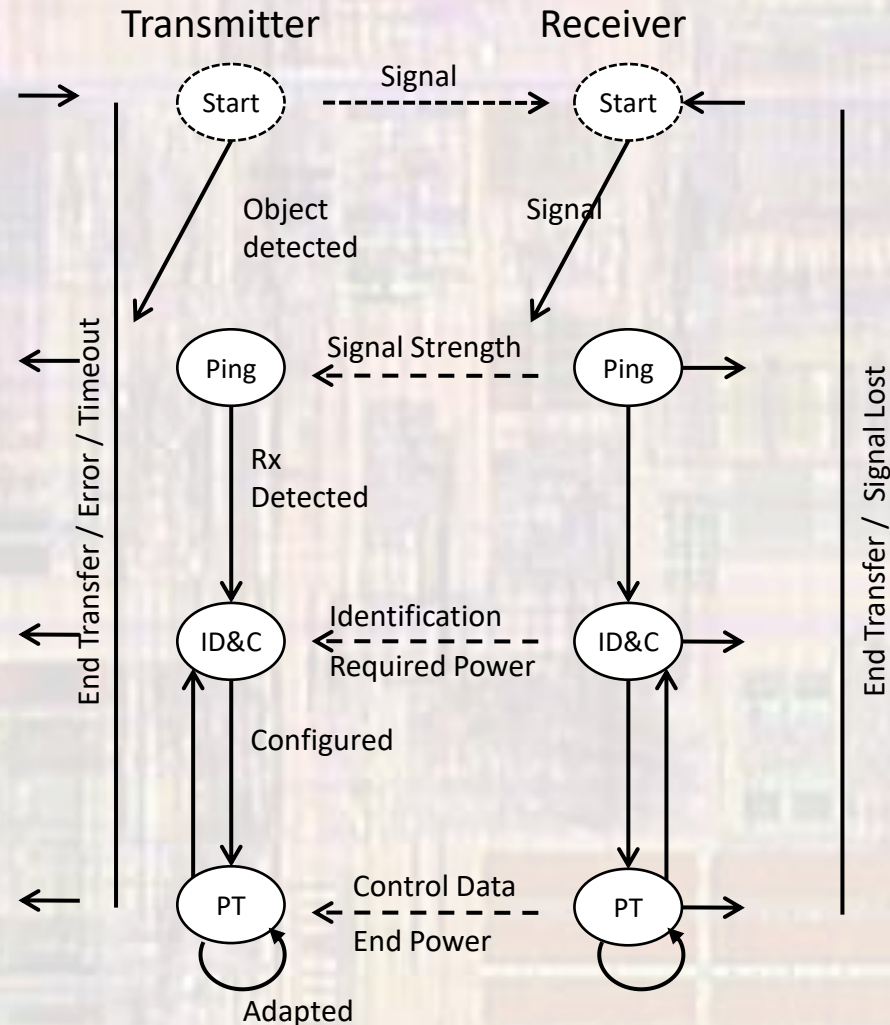 Transmitter
Receiver
Start
Signal
Start
Object
detected
Signal
End Transfer / Error / Timeout
Ping
Signal Strength
Ping
End Transfer / Signal Lost
Rx
Detected
ID&C
Identification
Required Power
ID&C
Configured
PT
Control Data
End Power
PT
Adapted